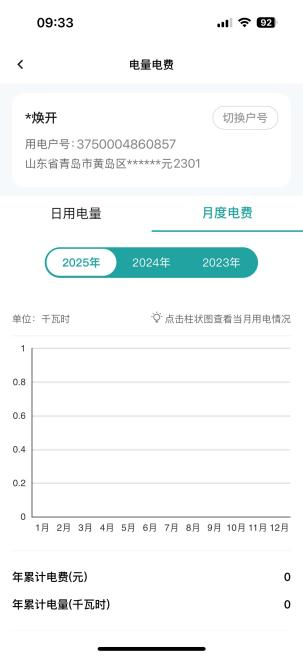 09:33
92
电量电费
*焕开
切换户号
用电户号:3750004860857
山东省青岛市黄岛区******元2301
日用电量
月度电费
2025年
2024年
2023年
单位：千瓦时
点击柱状图查看当月用电情况
1
0.8
0.6
0.4
0.2
0
1月 2月 3月 4月 5月 6月 7月 8月 9月 10月 11月 12月
年累计电费(元)
0
年累计电量(千瓦时)
0